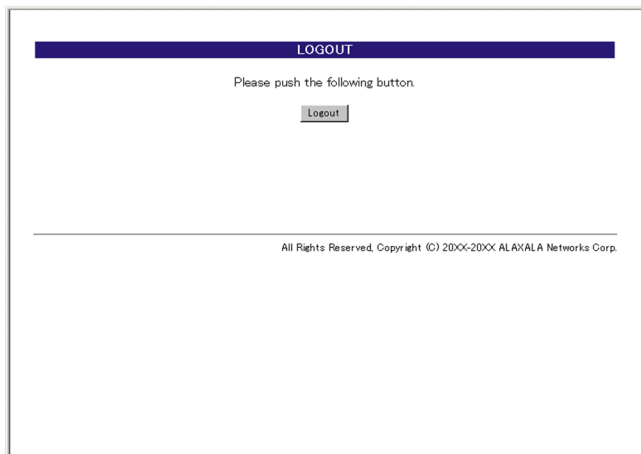 LOGOUT
Please push the following button.
Logout
All Rights Reserved, Copyright (C) 20XX-20XX ALAXALA Networks Corp.